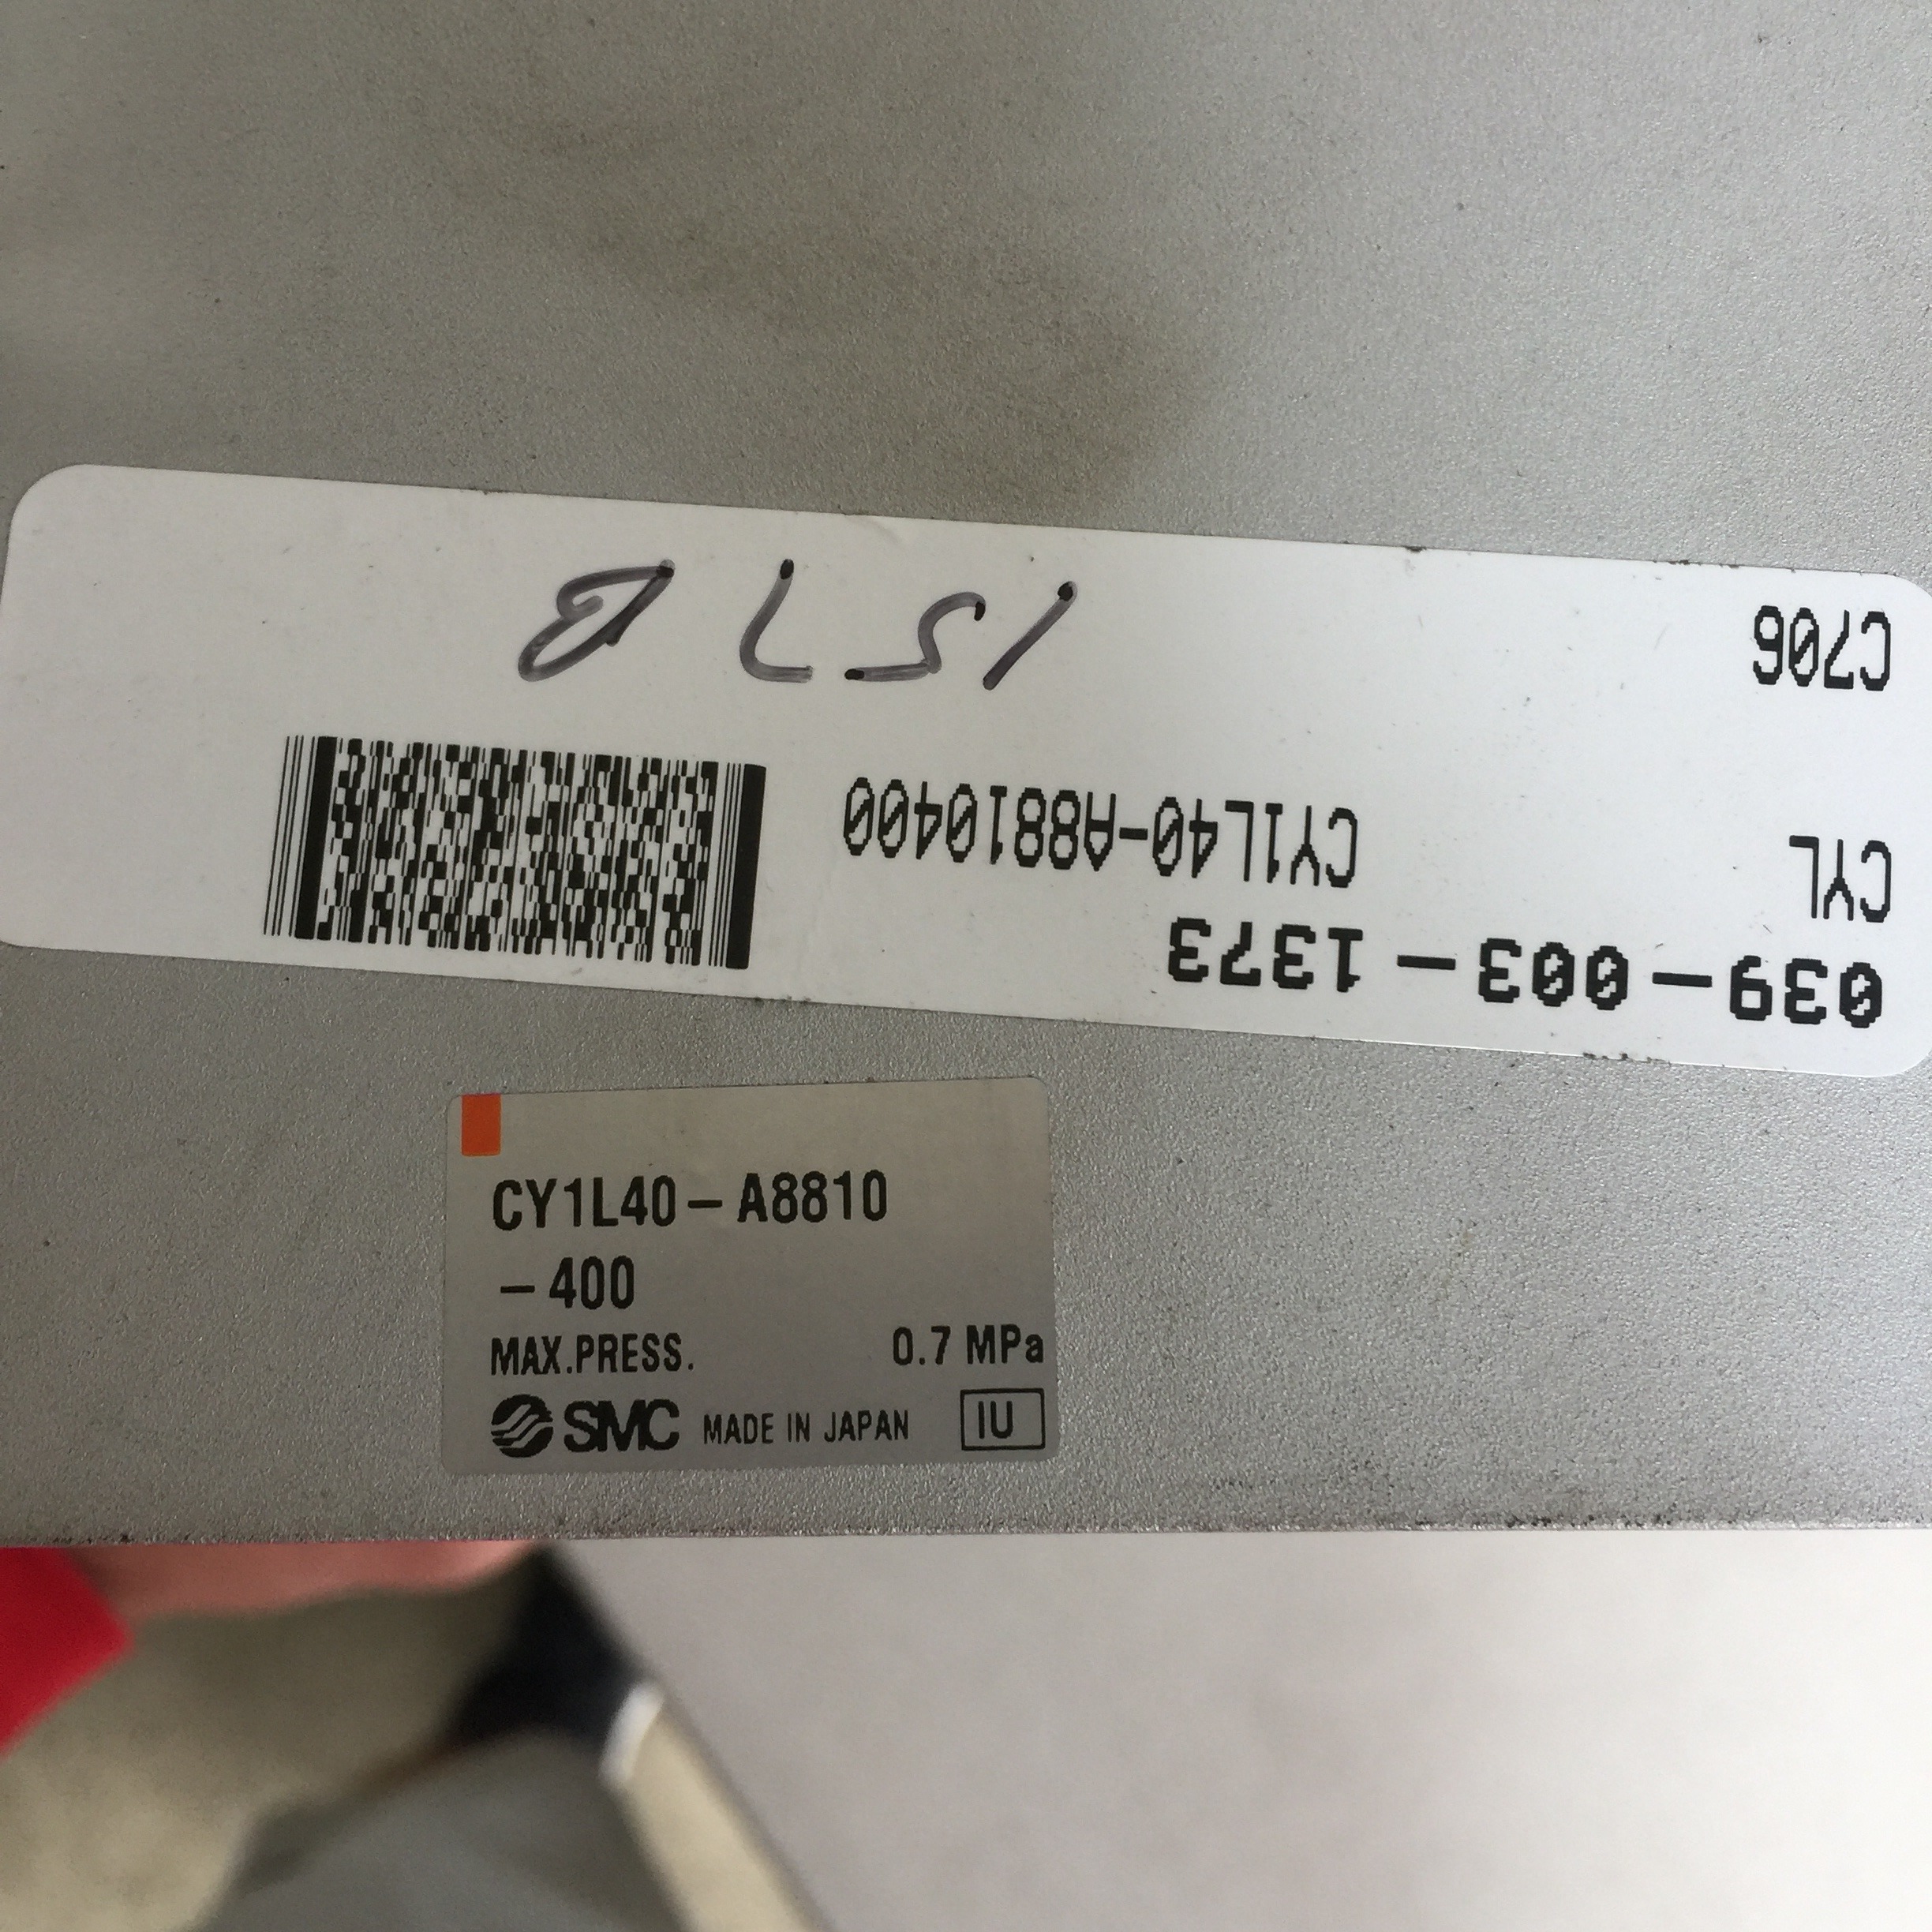 039-003-1373
CYL CY1L40-A8810400
C706
1572
CY1L40-A8810
-400
MAX.PRESS. 0.7 MPa
SMC MADE IN JAPAN IU